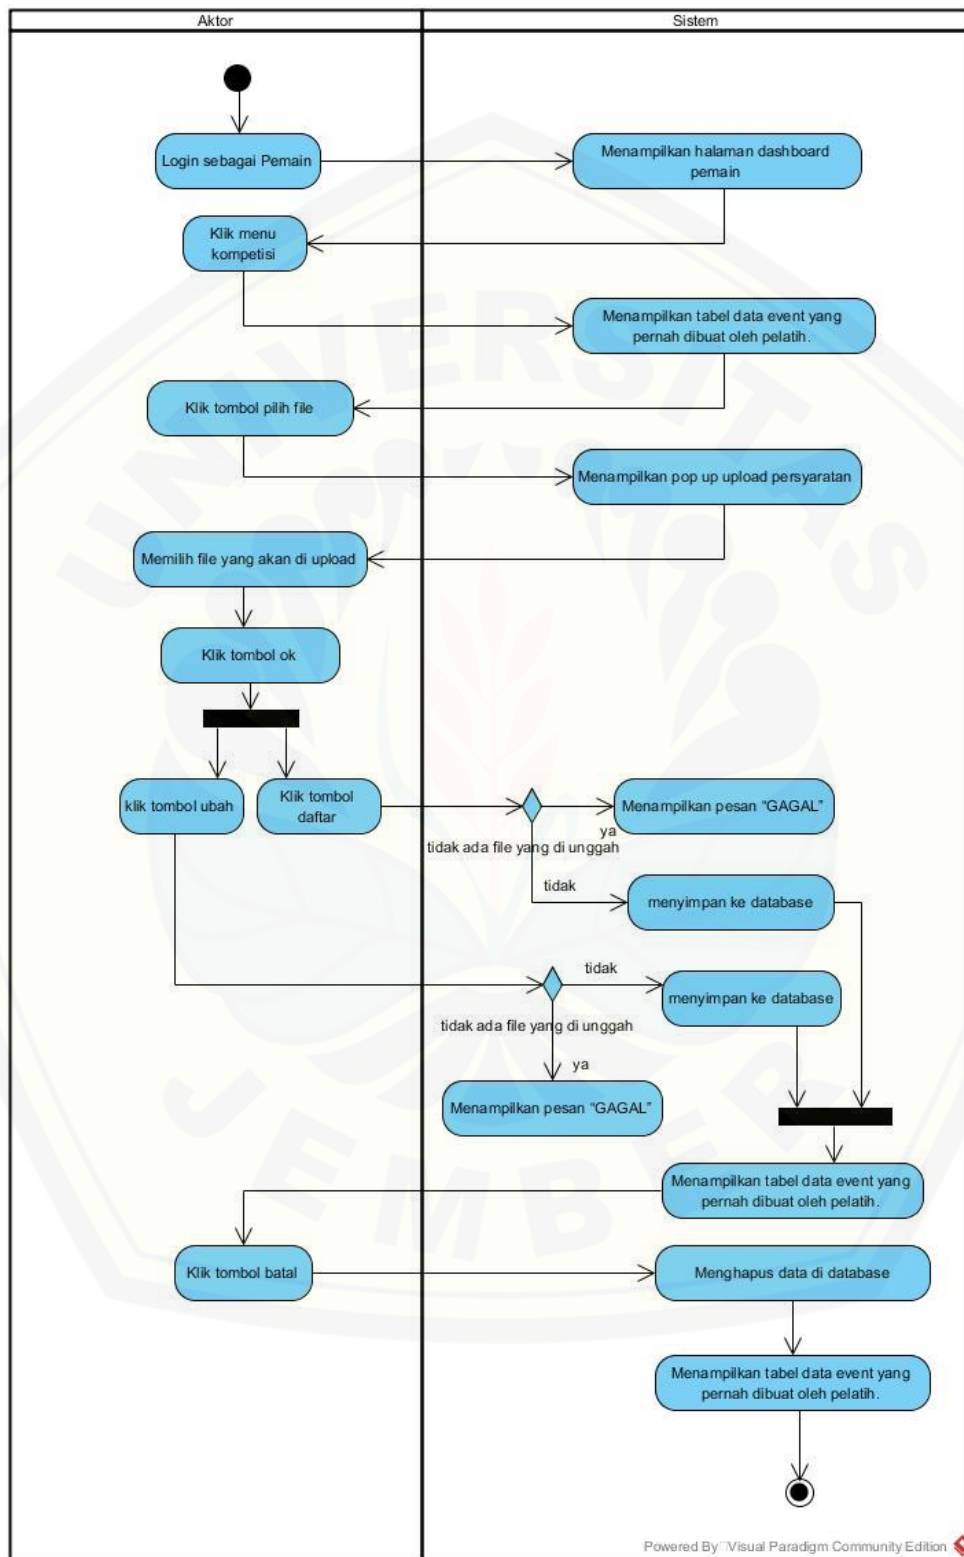 Aktor
Sistem
Login sebagai Pemain
Menampilkan halaman dashboard
pemain
Klik menu
kompetisi
Menampilkan tabel data event yang
pernah dibuat oleh pelatih.
Klik tombol pilih file
Menampilkan pop up upload persyaratan
Memilih file yang akan di upload
Klik tombol ok
klik tombol ubah
Klik tombol
daftar
Menampilkan pesan “GAGAL”
ya
tidak ada file yang di unggah
tidak
menyimpan ke database
tidak
menyimpan ke database
tidak ada file yang di unggah
ya
Menampilkan pesan “GAGAL”
Menampilkan tabel data event yang
pernah dibuat oleh pelatih.
Klik tombol batal
Menghapus data di database
Menampilkan tabel data event yang
pernah dibuat oleh pelatih.
UNIVERSITAS
JEMBER
Powered By Visual Paradigm Community Edition